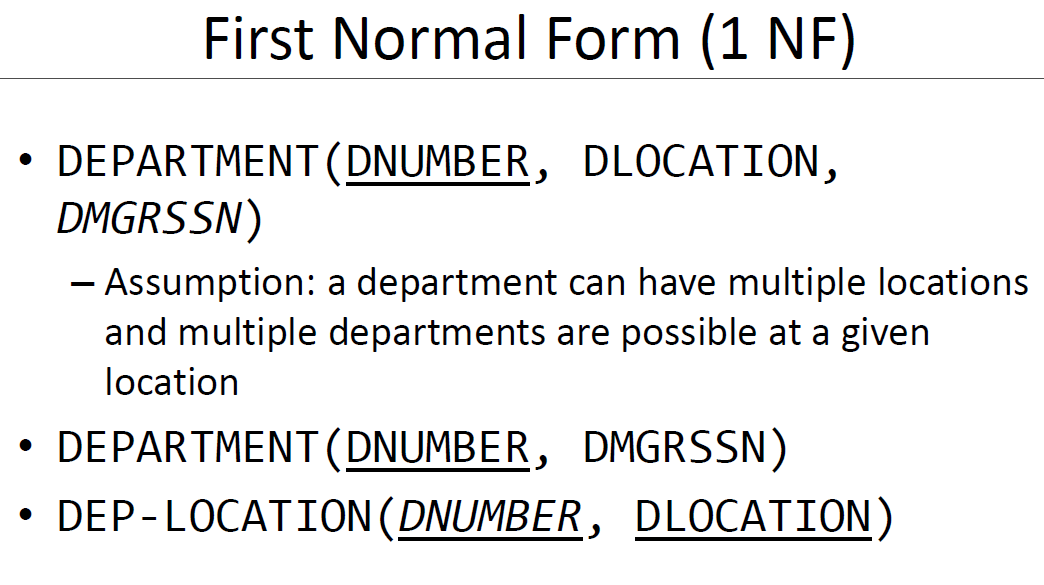 First Normal Form (1 NF)
• DEPARTMENT(DNUMBER, DLOCATION,
DMGRSSN)
– Assumption: a department can have multiple locations
and multiple departments are possible at a given
location
• DEPARTMENT(DNUMBER, DMGRSSN)
• DEP-LOCATION(DNUMBER, DLOCATION)